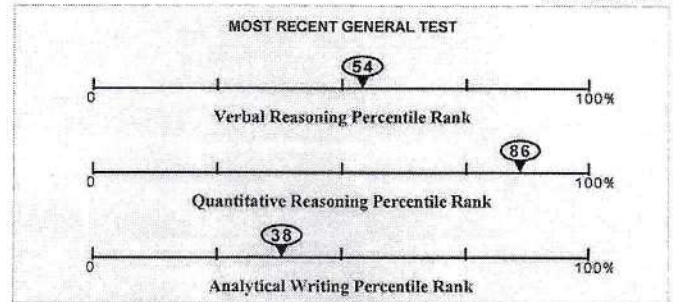 MOST RECENT GENERAL TEST
54
0 100%
Verbal Reasoning Percentile Rank
86
0 100%
Quantitative Reasoning Percentile Rank
38
0 100%
Analytical Writing Percentile Rank